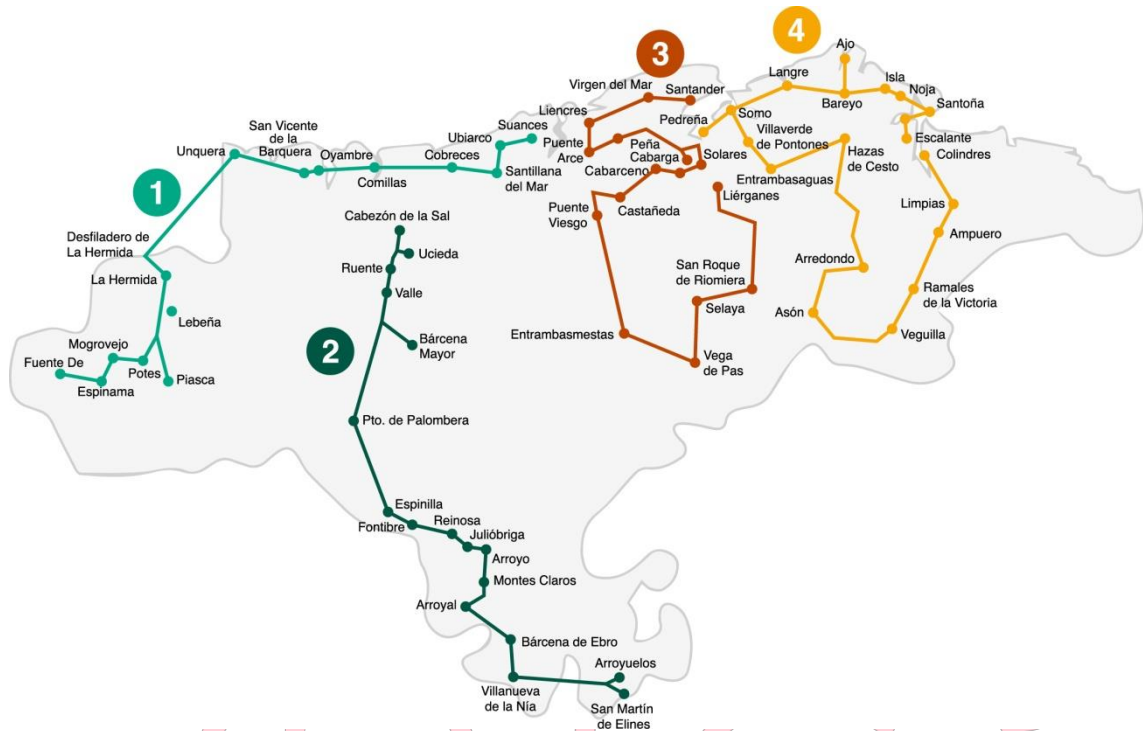 1
Suances
Ubiarco
Santillana
del Mar
Cobreces
Comillas
Oyambre
San Vicente
de la
Barquera
Unquera
Desfiladero de
La Hermida
La Hermida
Lebeña
Mogrovejo
Potes
Piasca
Fuente De
Espinama
2
Cabezón de la Sal
Ucieda
Ruente
Valle
Bárcena
Mayor
Pto. de Palombera
Espinilla
Fontibre
Reinosa
Julióbriga
Arroyo
Montes Claros
Arroyal
Bárcena de Ebro
Villanueva
de la Nía
Arroyuelos
San Martín
de Elines
3
Virgen del Mar
Santander
Liencres
Puente
Arce
Peña
Cabarga
Solares
Cabarceno
Liérganes
Castañeda
Puente
Viesgo
San Roque
de Riomiera
Selaya
Entrambasmestas
Vega
de Pas
4
Ajo
Langre
Isla
Noja
Bareyo
Santoña
Pedreña
Somo
Villaverde
de Pontones
Hazas
de Cesto
Escalante
Colindres
Entrambasaguas
Limpias
Ampuero
Arredondo
Ramales
de la Victoria
Asón
Veguilla